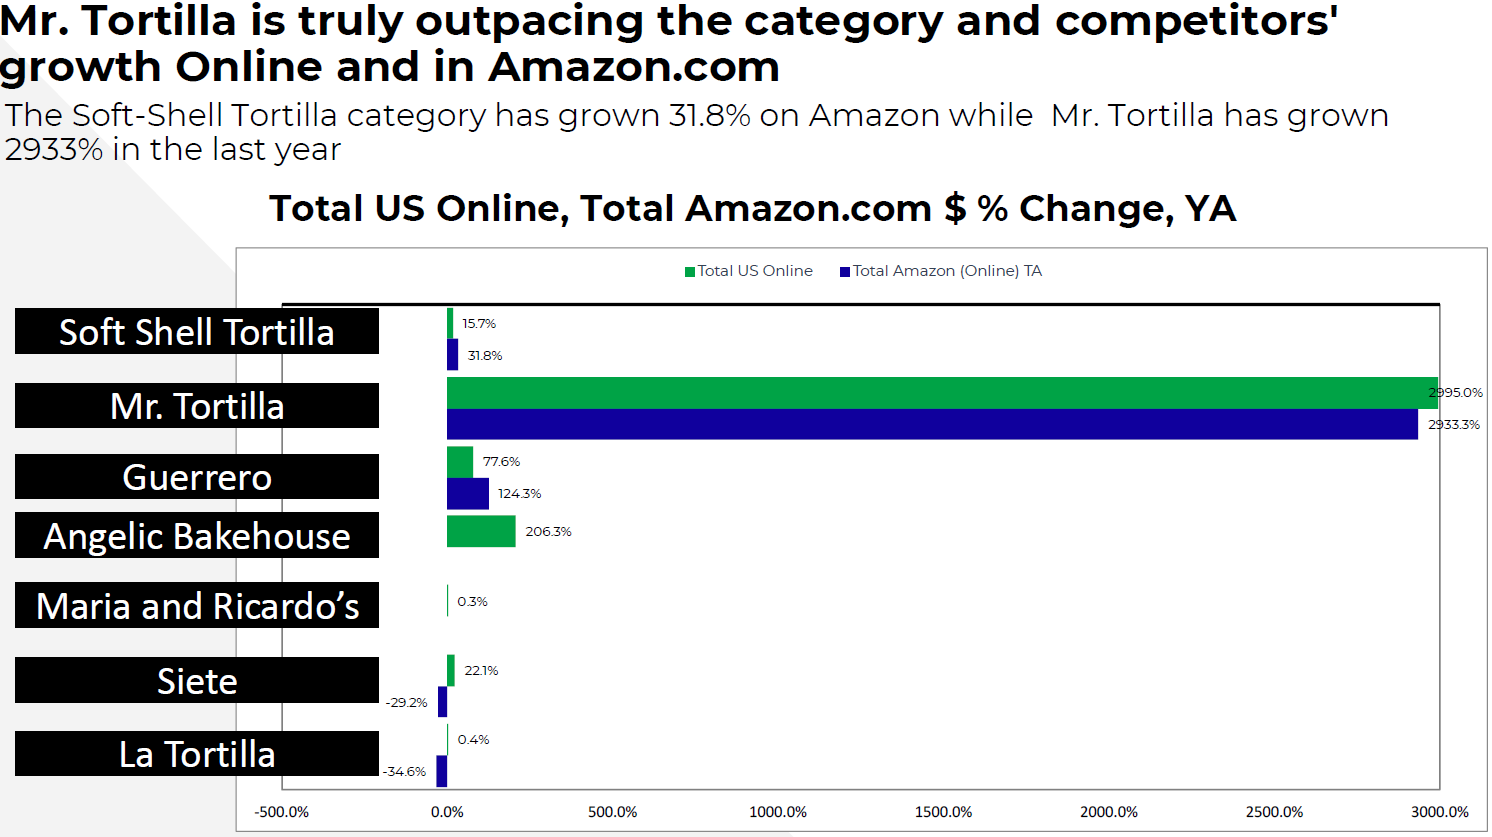 Mr. Tortilla is truly outpacing the category and competitors'
growth Online and in Amazon.com
The Soft-Shell Tortilla category has grown 31.8% on Amazon while  Mr. Tortilla has grown
2933% in the last year
Total US Online, Total Amazon.com $ % Change, YA
Total US Online Total Amazon (Online) TA
Soft Shell Tortilla
15.7%
31.8%
Mr. Tortilla
2995.0%
2933.3%
Guerrero
77.6%
124.3%
Angelic Bakehouse
206.3%
Maria and Ricardo’s
0.3%
Siete
22.1%
-29.2%
La Tortilla
0.4%
-34.6%
-500.0% 0.0% 500.0% 1000.0% 1500.0% 2000.0% 2500.0% 3000.0%